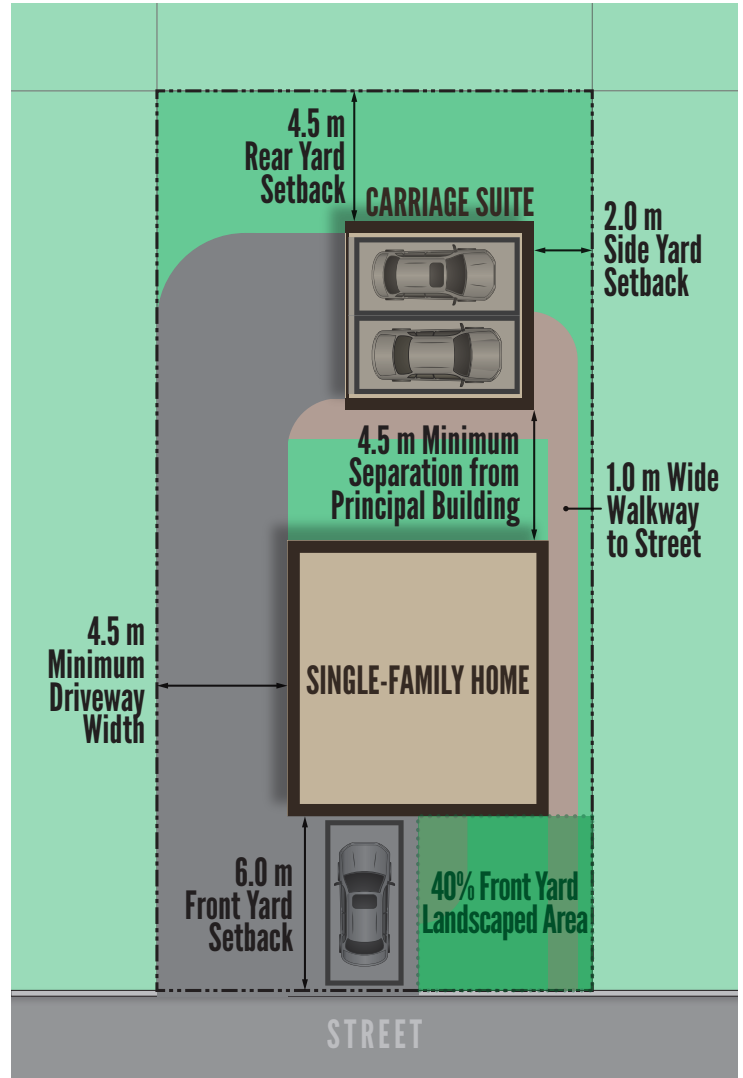 4.5 m
Rear Yard
Setback
CARRIAGE SUITE
2.0 m
Side Yard
Setback
4.5 m Minimum
Separation from
Principal Building
1.0 m Wide
Walkway
to Street
4.5 m
Minimum
Driveway
Width
SINGLE-FAMILY HOME
6.0 m
Front Yard
Setback
40% Front Yard
Landscaped Area
STREET